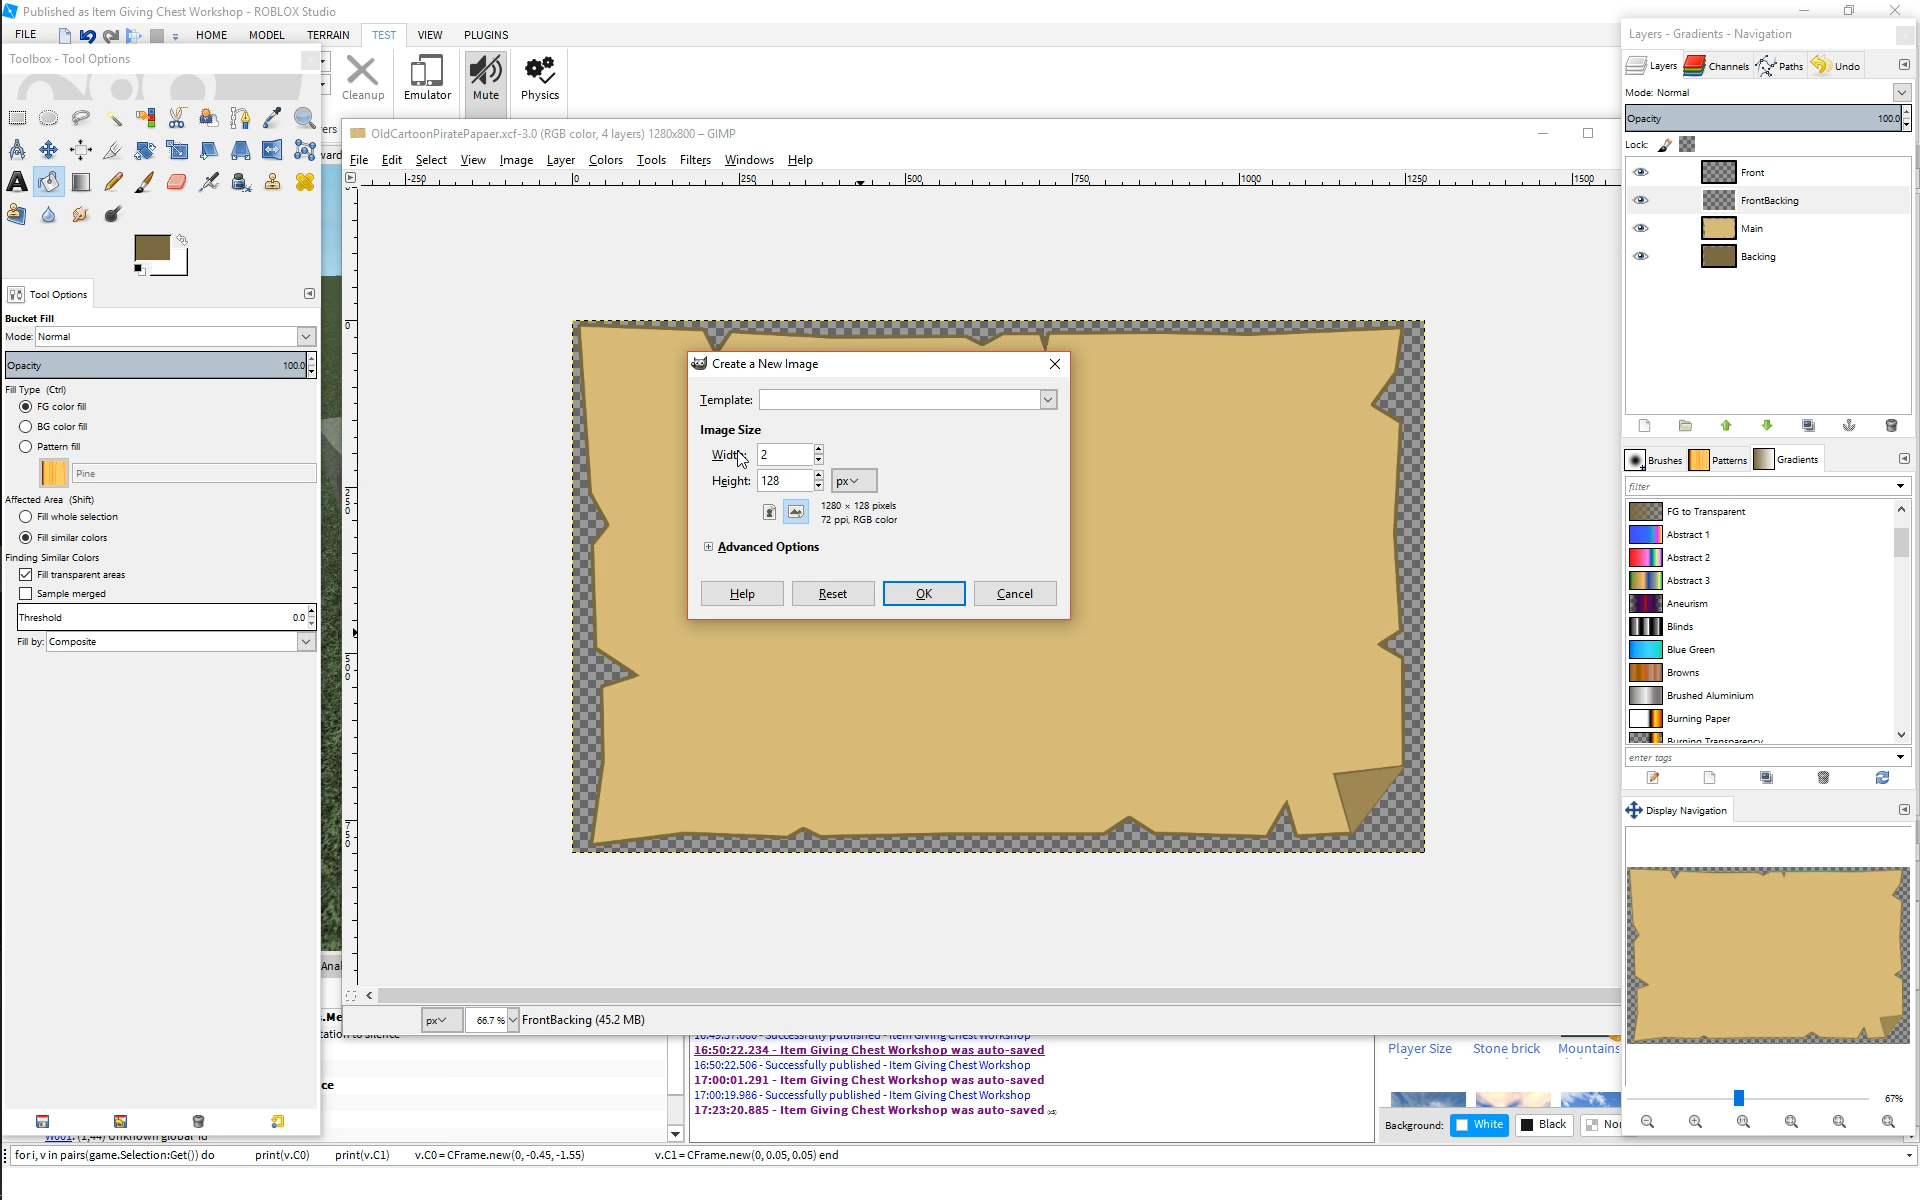 Published as Item Giving Chest Workshop - ROBLOX Studio
FILE HOME MODEL TERRAIN TEST VIEW PLUGINS
Toolbox - Tool Options
Cleanup Emulator Mute Physics
OldCartoonPiratePapaer.xcf-3.0 (RGB color, 4 layers) 1280x800 – GIMP
File Edit Select View Image Layer Colors Tools Filters Windows Help
-250 0 250 500 750 1000 1250 1500
Tool Options
Bucket Fill
Mode: Normal
Opacity 100.0
Fill Type (Ctrl)
FG color fill
BG color fill
Pattern fill
Pine
Affected Area (Shift)
Fill whole selection
Fill similar colors
Finding Similar Colors
Fill transparent areas
Sample merged
Threshold 0.0
Fill by: Composite
Create a New Image
Template:
Image Size
Width: 2
Height: 128 px
1280 × 128 pixels
72 ppi, RGB color
Advanced Options
Help Reset OK Cancel
px 66.7 % FrontBacking (45.2 MB)
Layers - Gradients - Navigation
Layers Channels Paths Undo
Mode: Normal
Opacity 100.0
Lock:
Front
FrontBacking
Main
Backing
Brushes Patterns Gradients
filter
FG to Transparent
Abstract 1
Abstract 2
Abstract 3
Aneurism
Blinds
Blue Green
Browns
Brushed Aluminium
Burning Paper
Burning Transparency
enter tags
Display Navigation
67%
16:50:22.234 - Item Giving Chest Workshop was auto-saved
16:50:22.506 - Successfully published - Item Giving Chest Workshop
17:00:01.291 - Item Giving Chest Workshop was auto-saved
17:00:19.986 - Successfully published - Item Giving Chest Workshop
17:23:20.885 - Item Giving Chest Workshop was auto-saved
Player Size Stone brick Mountains
Background: White Black
for i, v in pairs(game.Selection:Get()) do print(v.C0) print(v.C1) v.C0 = CFrame.new(0, -0.45, -1.55) v.C1 = CFrame.new(0, 0.05, 0.05) end